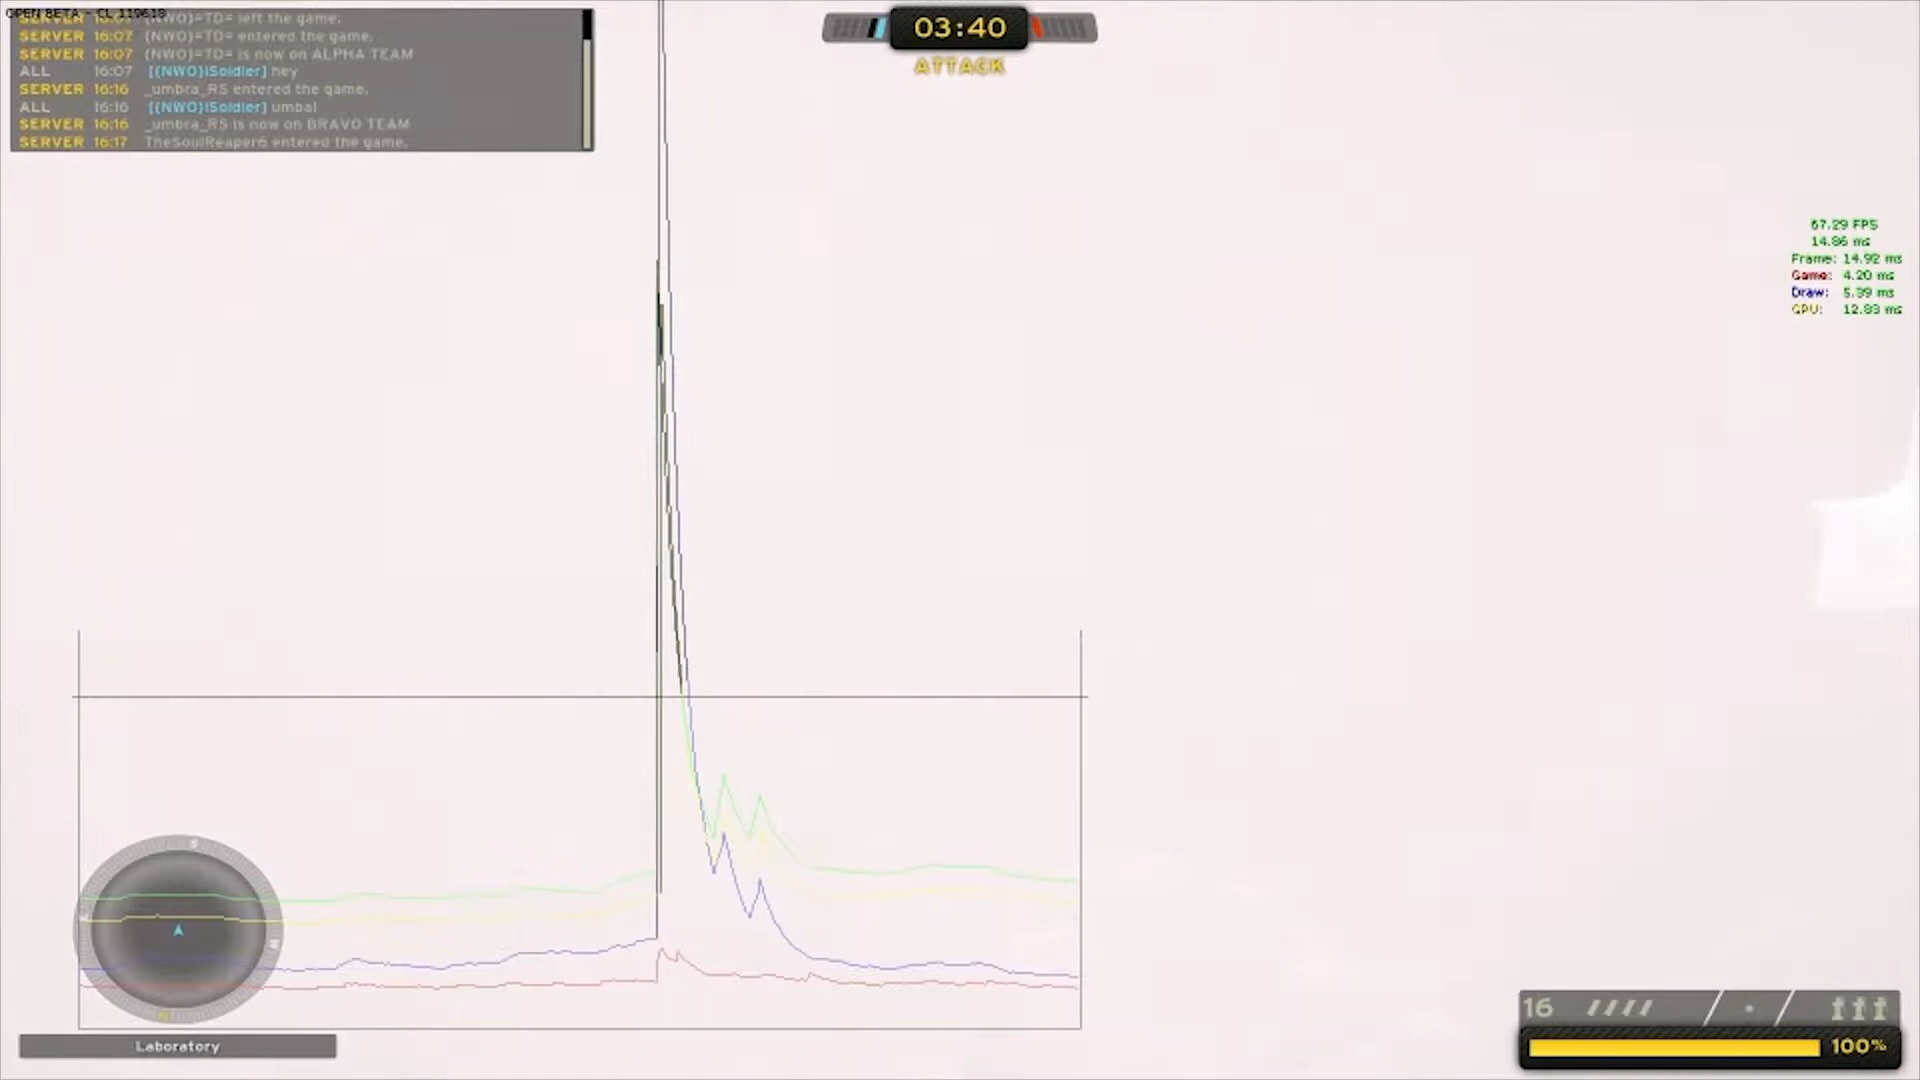 OPEN BETA - CL 119618
SERVER 16:07 (NWO)=TD= left the game.
SERVER 16:07 (NWO)=TD= entered the game.
SERVER 16:07 (NWO)=TD= is now on ALPHA TEAM
ALL 16:07 [(NWO)iSoldier] hey
SERVER 16:16 _umbra_RS entered the game.
ALL 16:16 [(NWO)iSoldier] umba!
SERVER 16:16 _umbra_RS is now on BRAVO TEAM
SERVER 16:17 TheSoulReaper6 entered the game.
03:40
ATTACK
67.29 FPS
14.86 ms
Frame: 14.92 ms
Game: 4.20 ms
Draw: 5.39 ms
GPU: 12.83 ms
Laboratory
16
100%